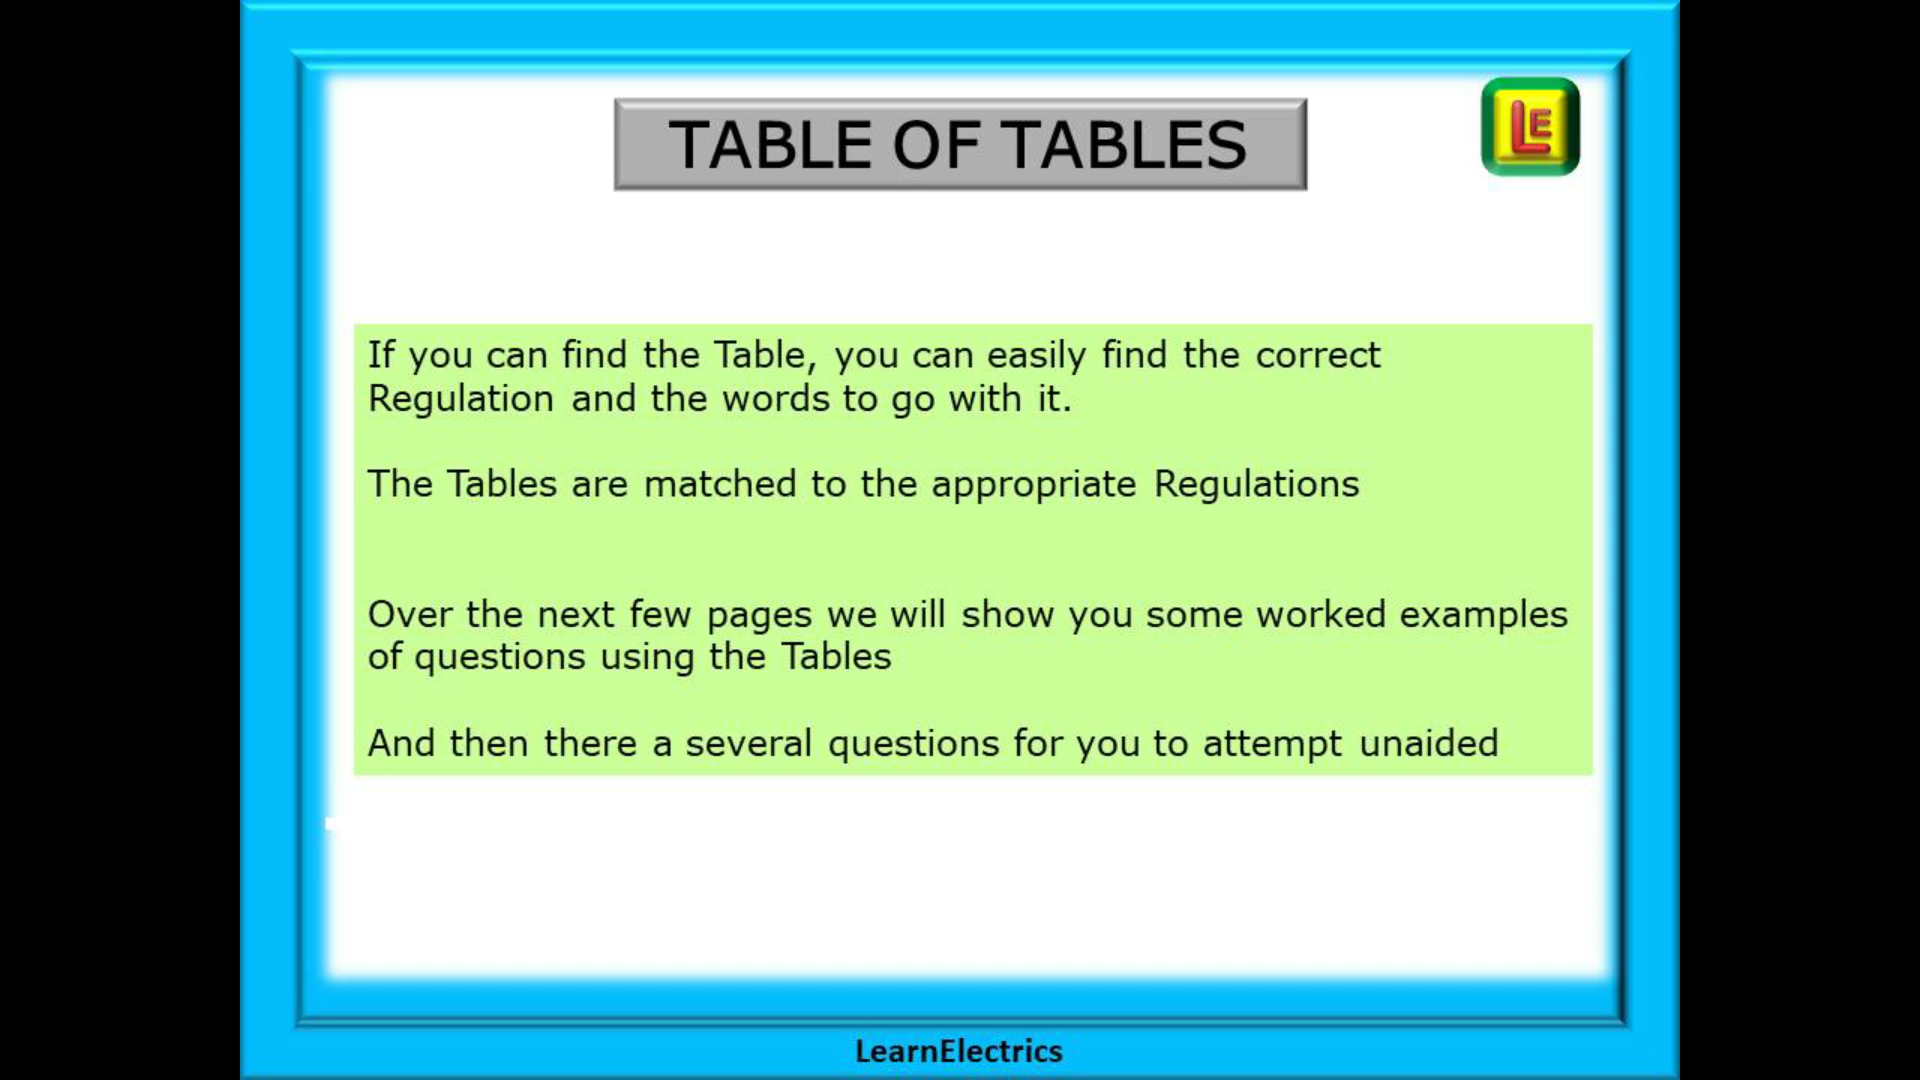 TABLE OF TABLES
LE
If you can find the Table, you can easily find the correct
Regulation and the words to go with it.
The Tables are matched to the appropriate Regulations
Over the next few pages we will show you some worked examples
of questions using the Tables
And then there a several questions for you to attempt unaided
LearnElectrics